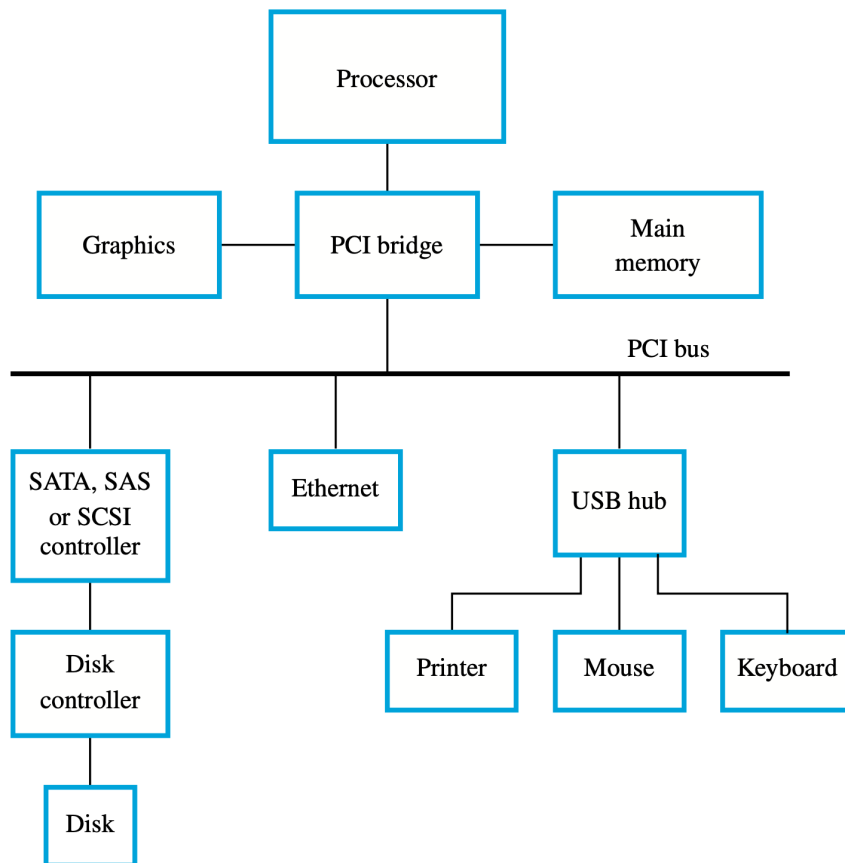 Processor
Graphics
PCI bridge
Main
memory
PCI bus
SATA, SAS
or SCSI
controller
Ethernet
USB hub
Disk
controller
Printer
Mouse
Keyboard
Disk